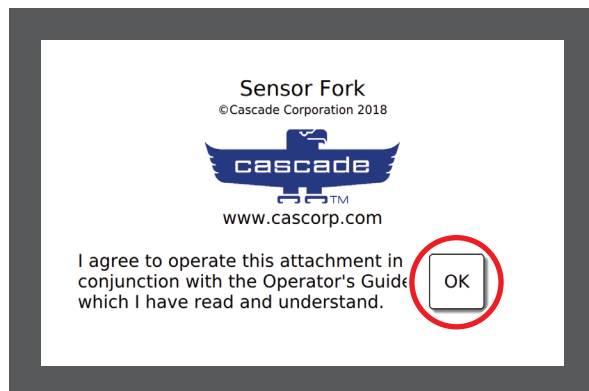 Sensor Fork
©Cascade Corporation 2018
cascade
TM
www.cascorp.com
I agree to operate this attachment in
conjunction with the Operator's Guide
which I have read and understand.
OK